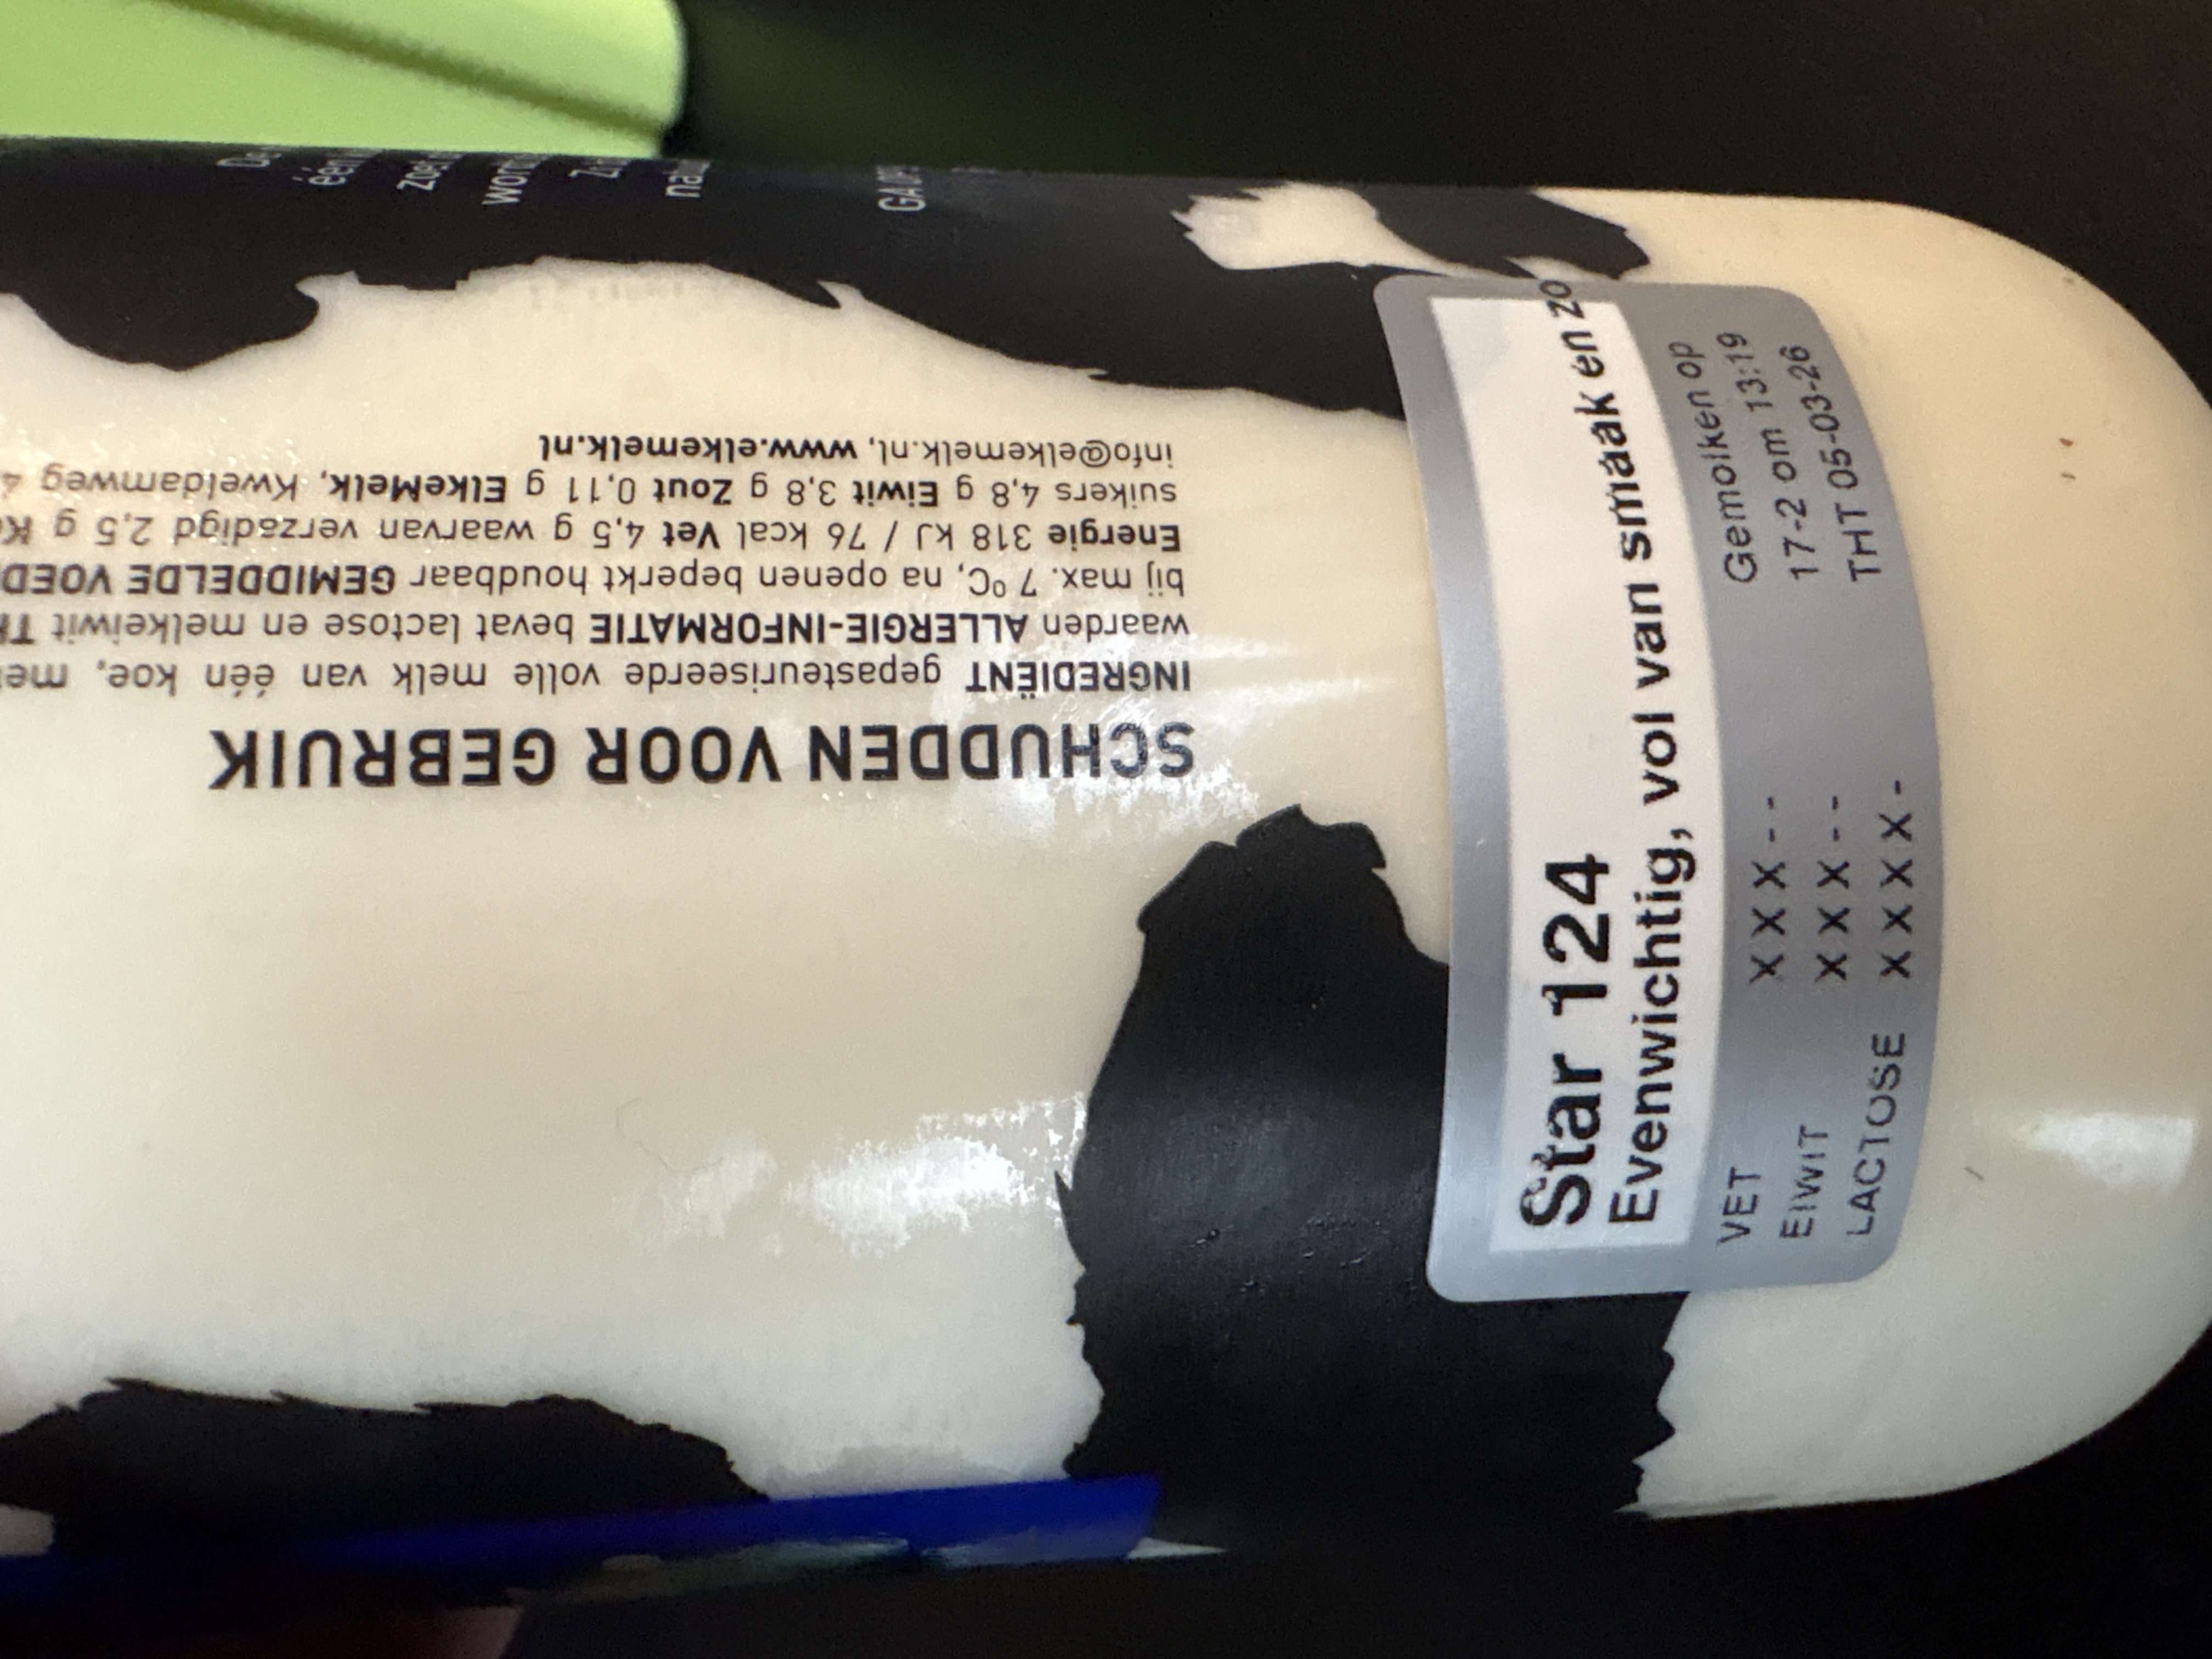 SCHUDDEN VOOR GEBRUIK
INGREDIËNT gepasteuriseerde volle melk van één koe,
waarden ALLERGIE-INFORMATIE bevat lactose en melkeiwit
bij max. 7 ºC, na openen beperkt houdbaar GEMIDDELDE
Energie 318 kJ / 76 kcal Vet 4,5 g waarvan verzadigd 2,5 g
suikers 4,8 g Eiwit 3,8 g Zout 0,11 g ElkeMelk, Kweldamweg
info@elkemelk.nl, www.elkemelk.nl
Star 124
Evenwichtig, vol van smaak en zo
Gemolken op
17-2 om 13:19
THT 05-03-26
VET XXX--
EIWIT XXX--
LACTOSE XXXX-